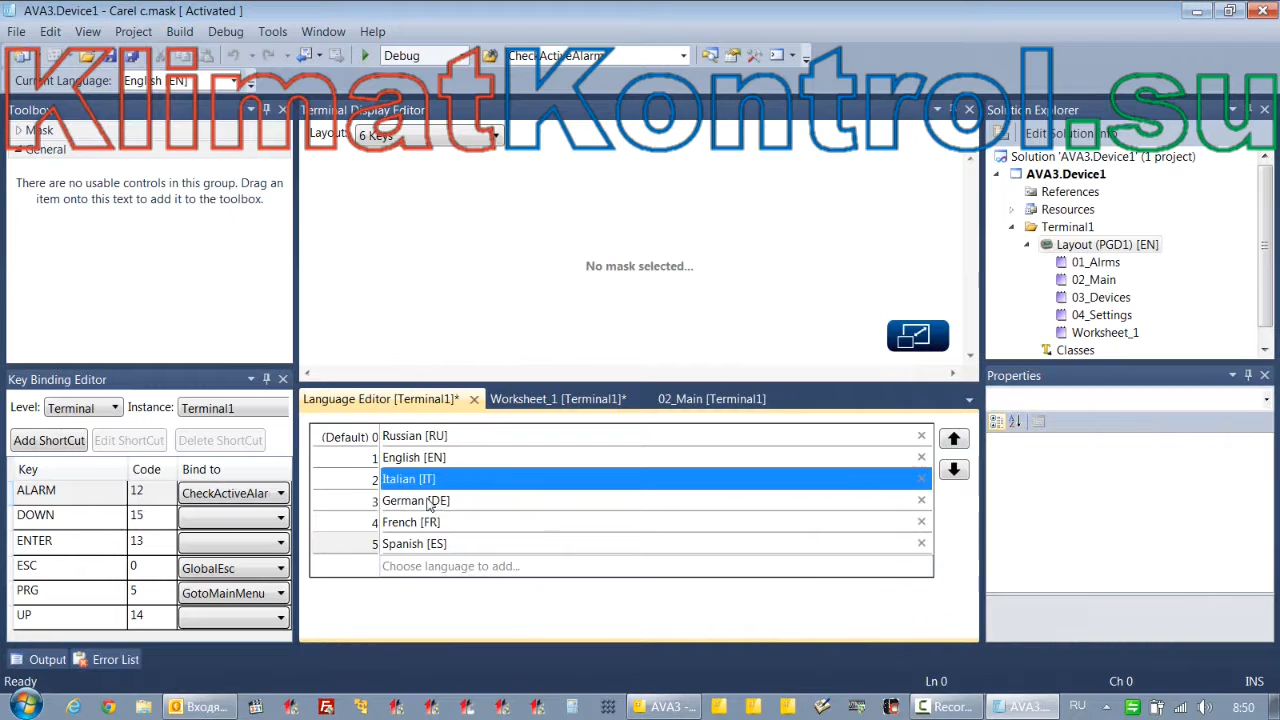 AVA3.Device1 - Carel c.mask [ Activated ]
File Edit View Project Build Debug Tools Window Help
Debug CheckActiveAlarm
Current Language: English [EN]
KlimatKontrol.su
Toolbox
Mask
General
There are no usable controls in this group. Drag an
item onto this text to add it to the toolbox.
Terminal Display Editor
Layout: 6 Keys
No mask selected...
Solution Explorer
Edit Solution Info
Solution 'AVA3.Device1' (1 project)
AVA3.Device1
References
Resources
Terminal1
Layout (PGD1) [EN]
01_Alrms
02_Main
03_Devices
04_Settings
Worksheet_1
Classes
Key Binding Editor
Level: Terminal Instance: Terminal1
Add ShortCut Edit ShortCut Delete ShortCut
Key Code Bind to
ALARM 12 CheckActiveAlar
DOWN 15
ENTER 13
ESC 0 GlobalEsc
PRG 5 GotoMainMenu
UP 14
Language Editor [Terminal1]* Worksheet_1 [Terminal1]* 02_Main [Terminal1]
(Default) 0 Russian [RU]
1 English [EN]
2 Italian [IT]
3 German [DE]
4 French [FR]
5 Spanish [ES]
Choose language to add...
Properties
Output Error List
Ready Ln 0 Ch 0 INS
Входя... AVA3 -... Recor... AVA3... RU 8:50